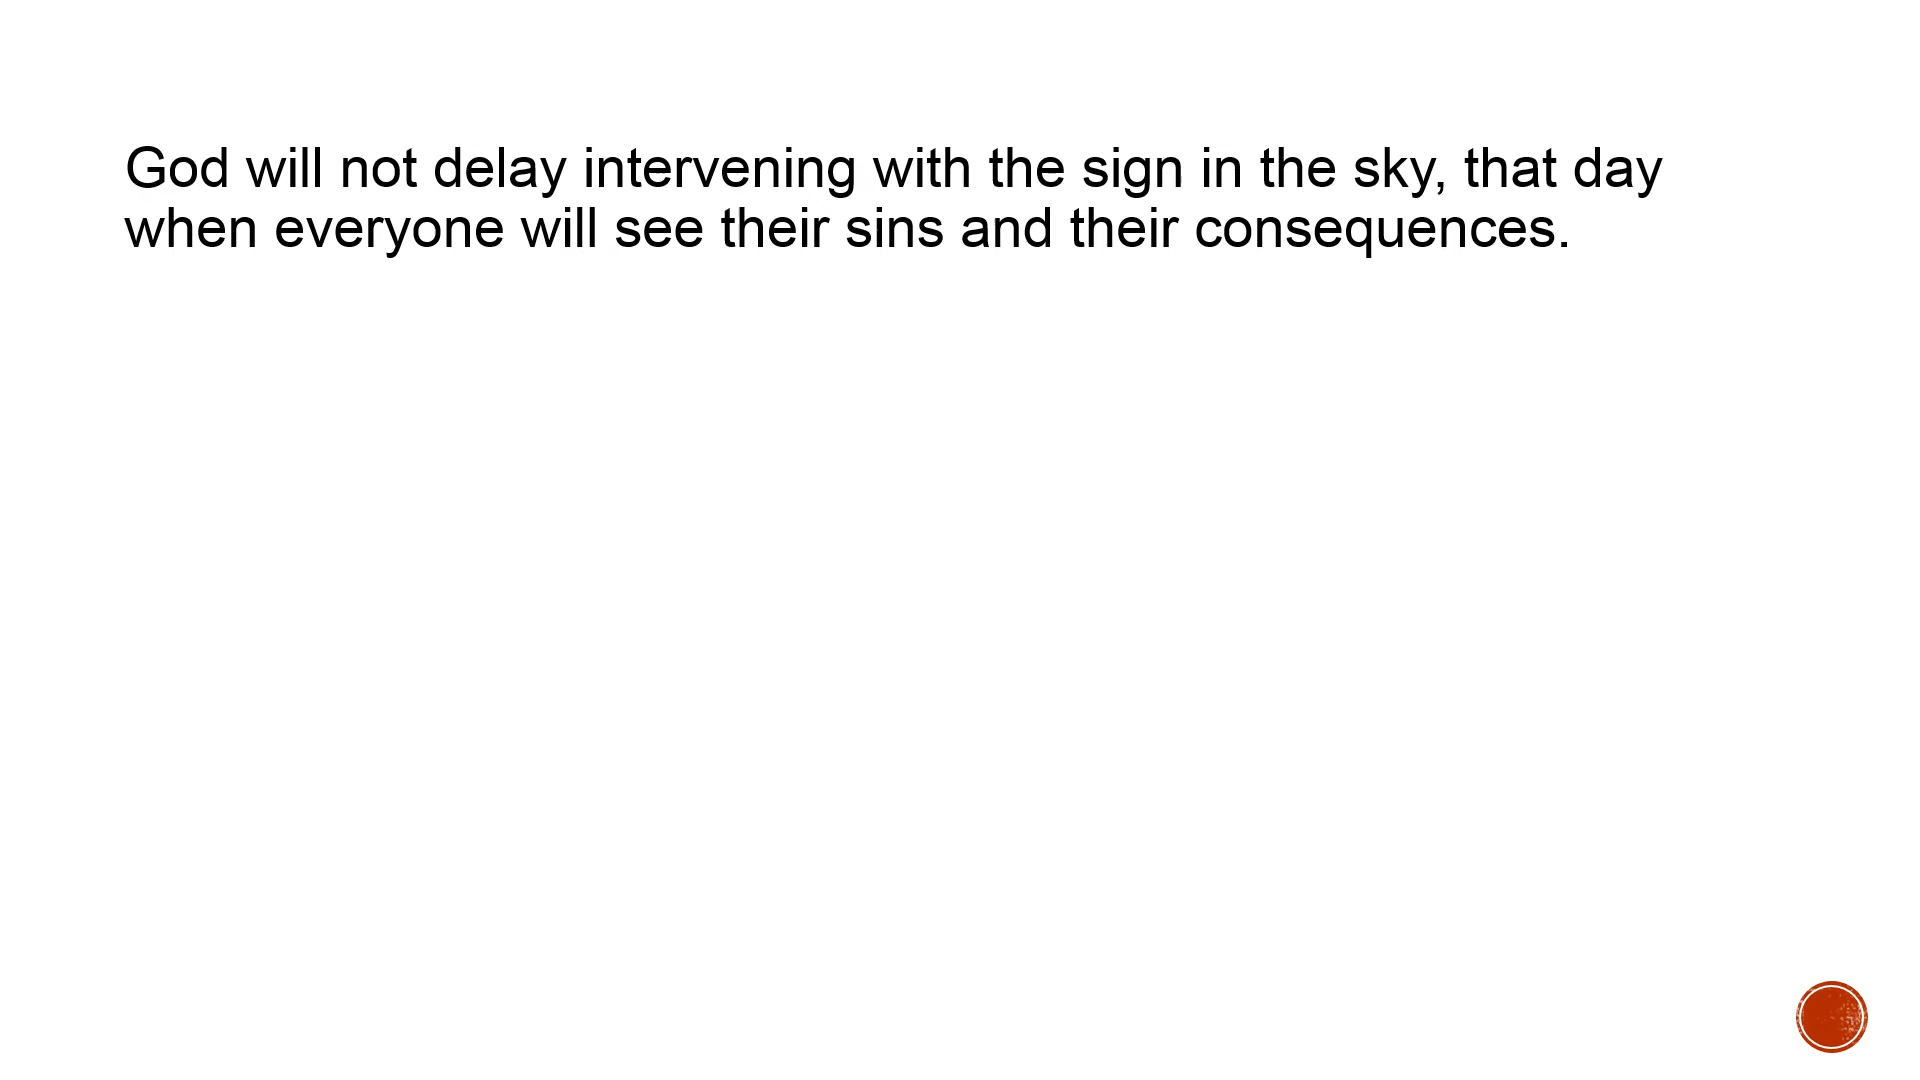 God will not delay intervening with the sign in the sky, that day
when everyone will see their sins and their consequences.